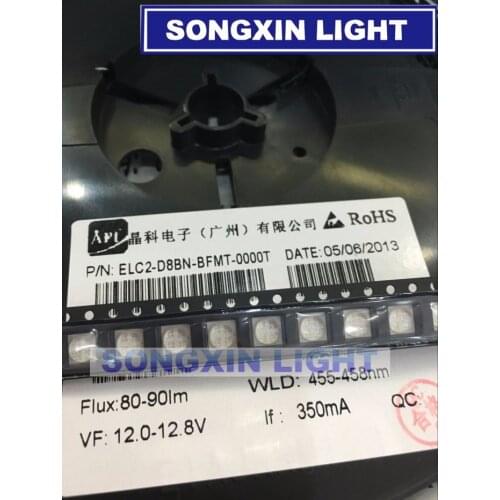 SONGXIN LIGHT
APT 晶科电子(广州)有限公司 RoHS
P/N: ELC2-D8BN-BFMT-0000T DATE:05/06/2013
SONGXIN LIGHT
WLD: 455-458nm
Flux:80-90lm
If : 350mA QC:
VF: 12.0-12.8V